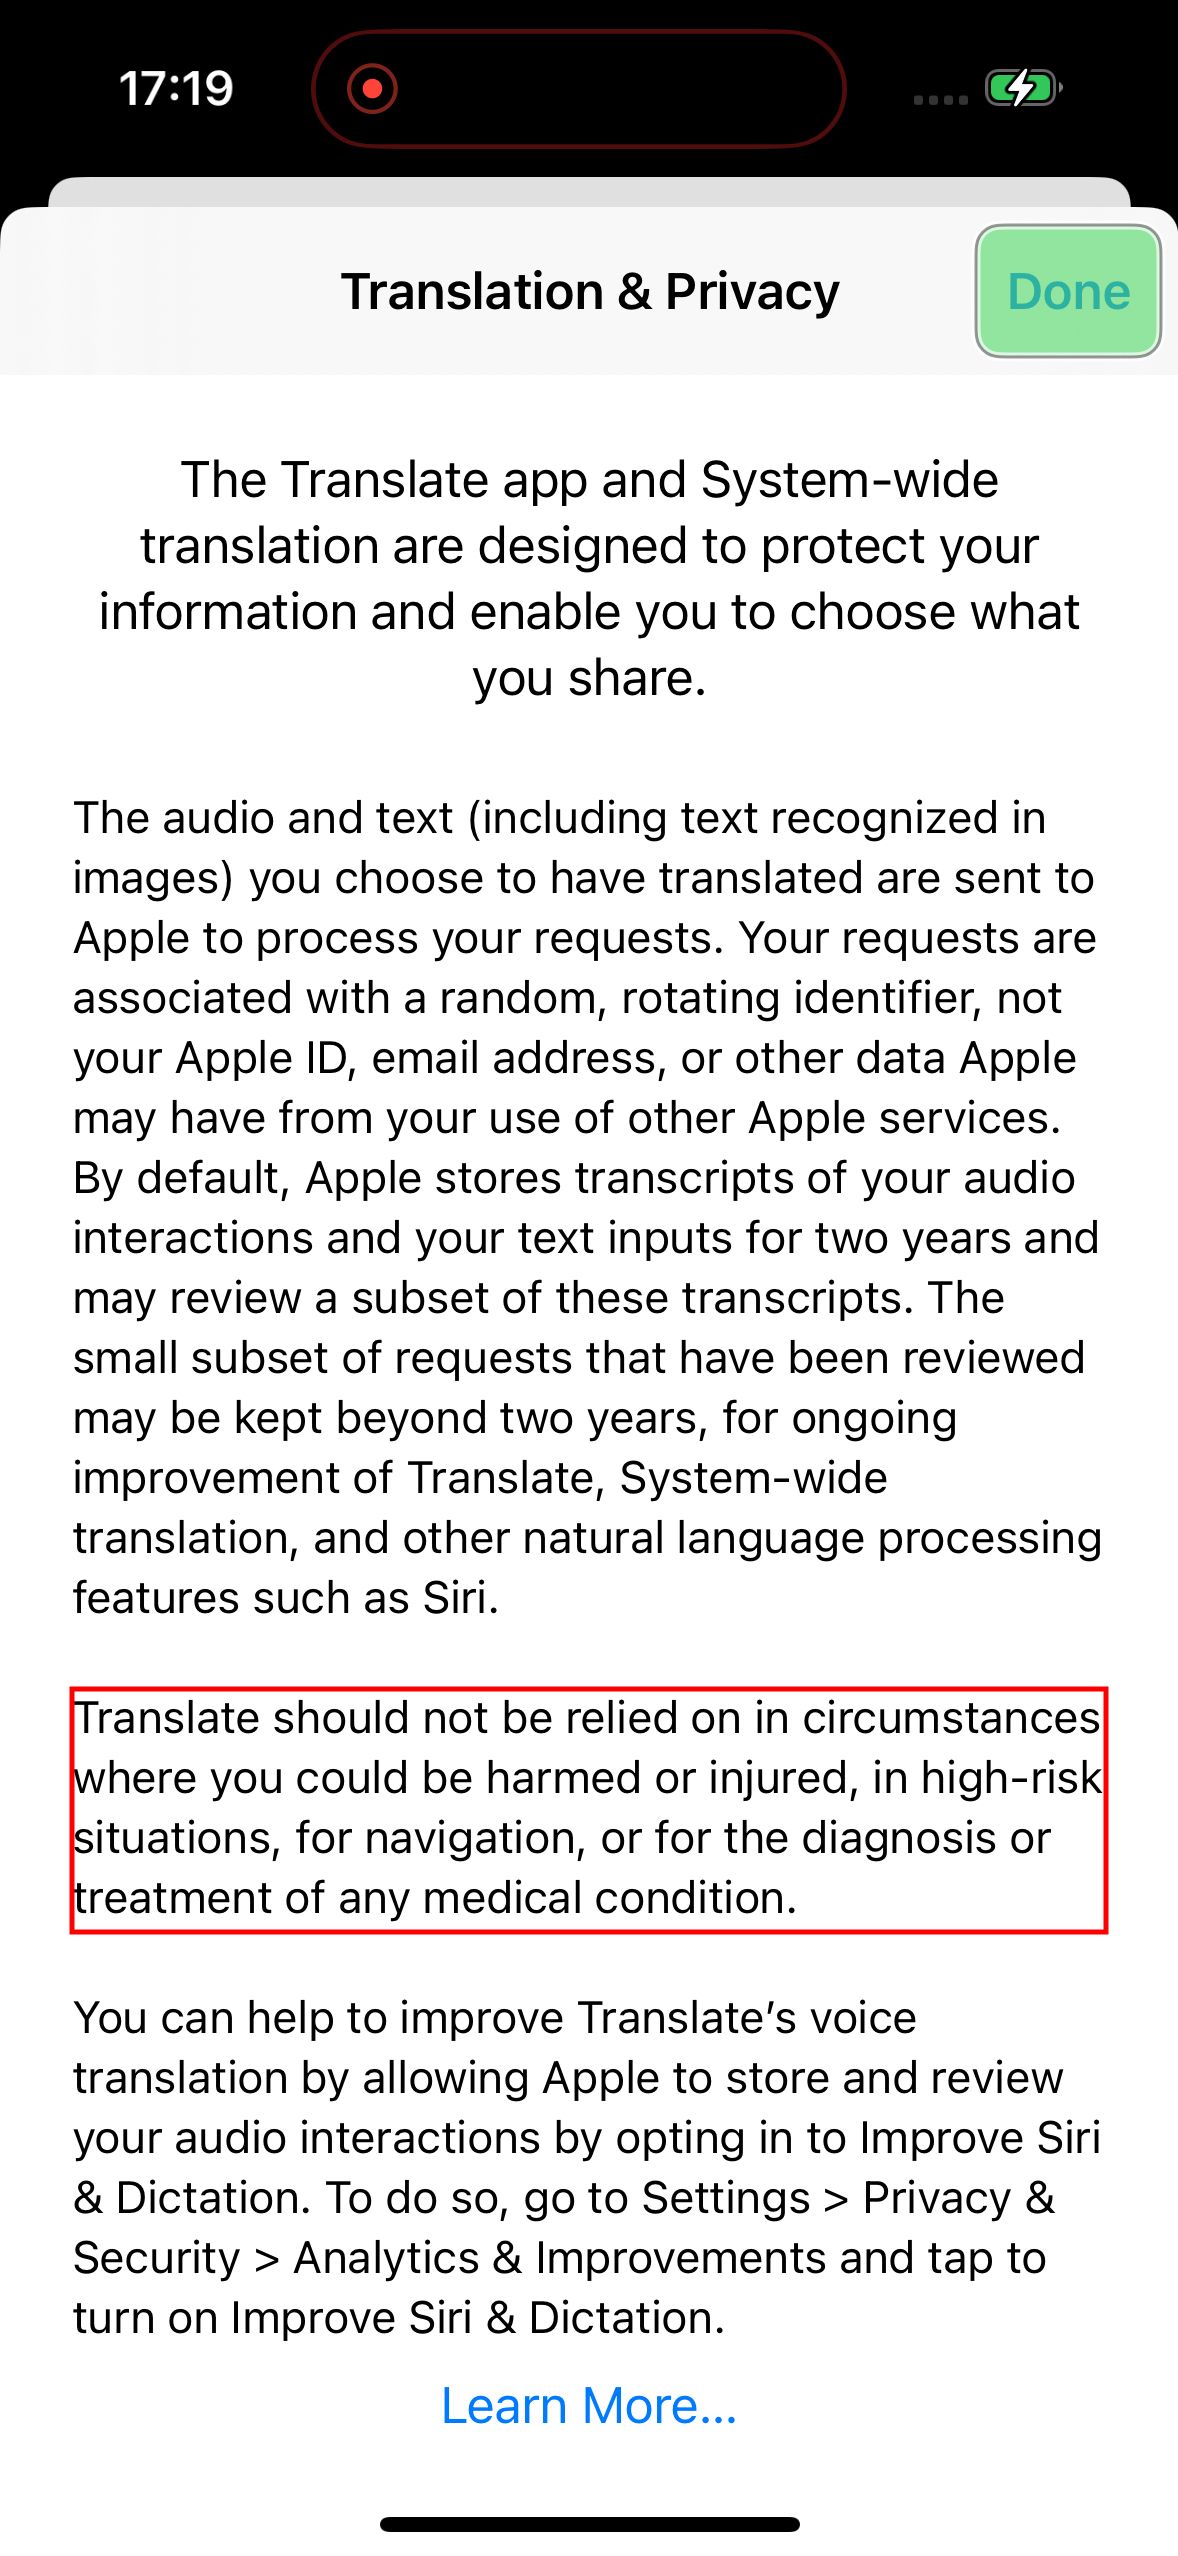 17:19
Translation & Privacy
Done
The Translate app and System-wide
translation are designed to protect your
information and enable you to choose what
you share.
The audio and text (including text recognized in
images) you choose to have translated are sent to
Apple to process your requests. Your requests are
associated with a random, rotating identifier, not
your Apple ID, email address, or other data Apple
may have from your use of other Apple services.
By default, Apple stores transcripts of your audio
interactions and your text inputs for two years and
may review a subset of these transcripts. The
small subset of requests that have been reviewed
may be kept beyond two years, for ongoing
improvement of Translate, System-wide
translation, and other natural language processing
features such as Siri.
Translate should not be relied on in circumstances
where you could be harmed or injured, in high-risk
situations, for navigation, or for the diagnosis or
treatment of any medical condition.
You can help to improve Translate’s voice
translation by allowing Apple to store and review
your audio interactions by opting in to Improve Siri
& Dictation. To do so, go to Settings > Privacy &
Security > Analytics & Improvements and tap to
turn on Improve Siri & Dictation.
Learn More...